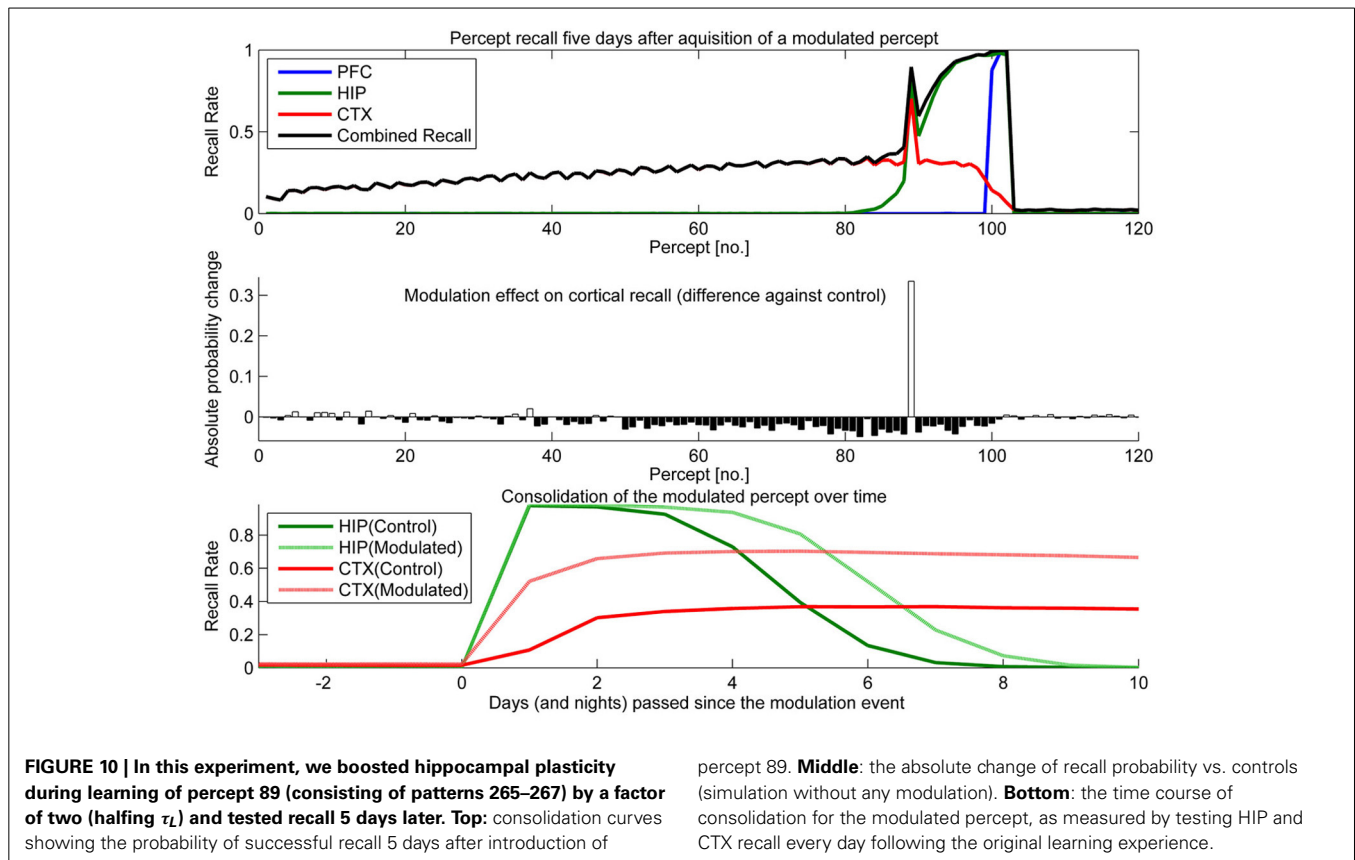 Percept recall five days after aquisition of a modulated percept
Recall Rate
1
0.5
0
PFC
HIP
CTX
Combined Recall
0 20 40 60 80 100 120
Percept [no.]
Modulation effect on cortical recall (difference against control)
Absolute probability change
0.3
0.2
0.1
0
0 20 40 60 80 100 120
Percept [no.]
Consolidation of the modulated percept over time
Recall Rate
0.8
0.6
0.4
0.2
0
HIP(Control)
HIP(Modulated)
CTX(Control)
CTX(Modulated)
-2 0 2 4 6 8 10
Days (and nights) passed since the modulation event
FIGURE 10 | In this experiment, we boosted hippocampal plasticity
during learning of percept 89 (consisting of patterns 265–267) by a factor
of two (halfing τL) and tested recall 5 days later. Top: consolidation curves
showing the probability of successful recall 5 days after introduction of
percept 89. Middle: the absolute change of recall probability vs. controls
(simulation without any modulation). Bottom: the time course of
consolidation for the modulated percept, as measured by testing HIP and
CTX recall every day following the original learning experience.